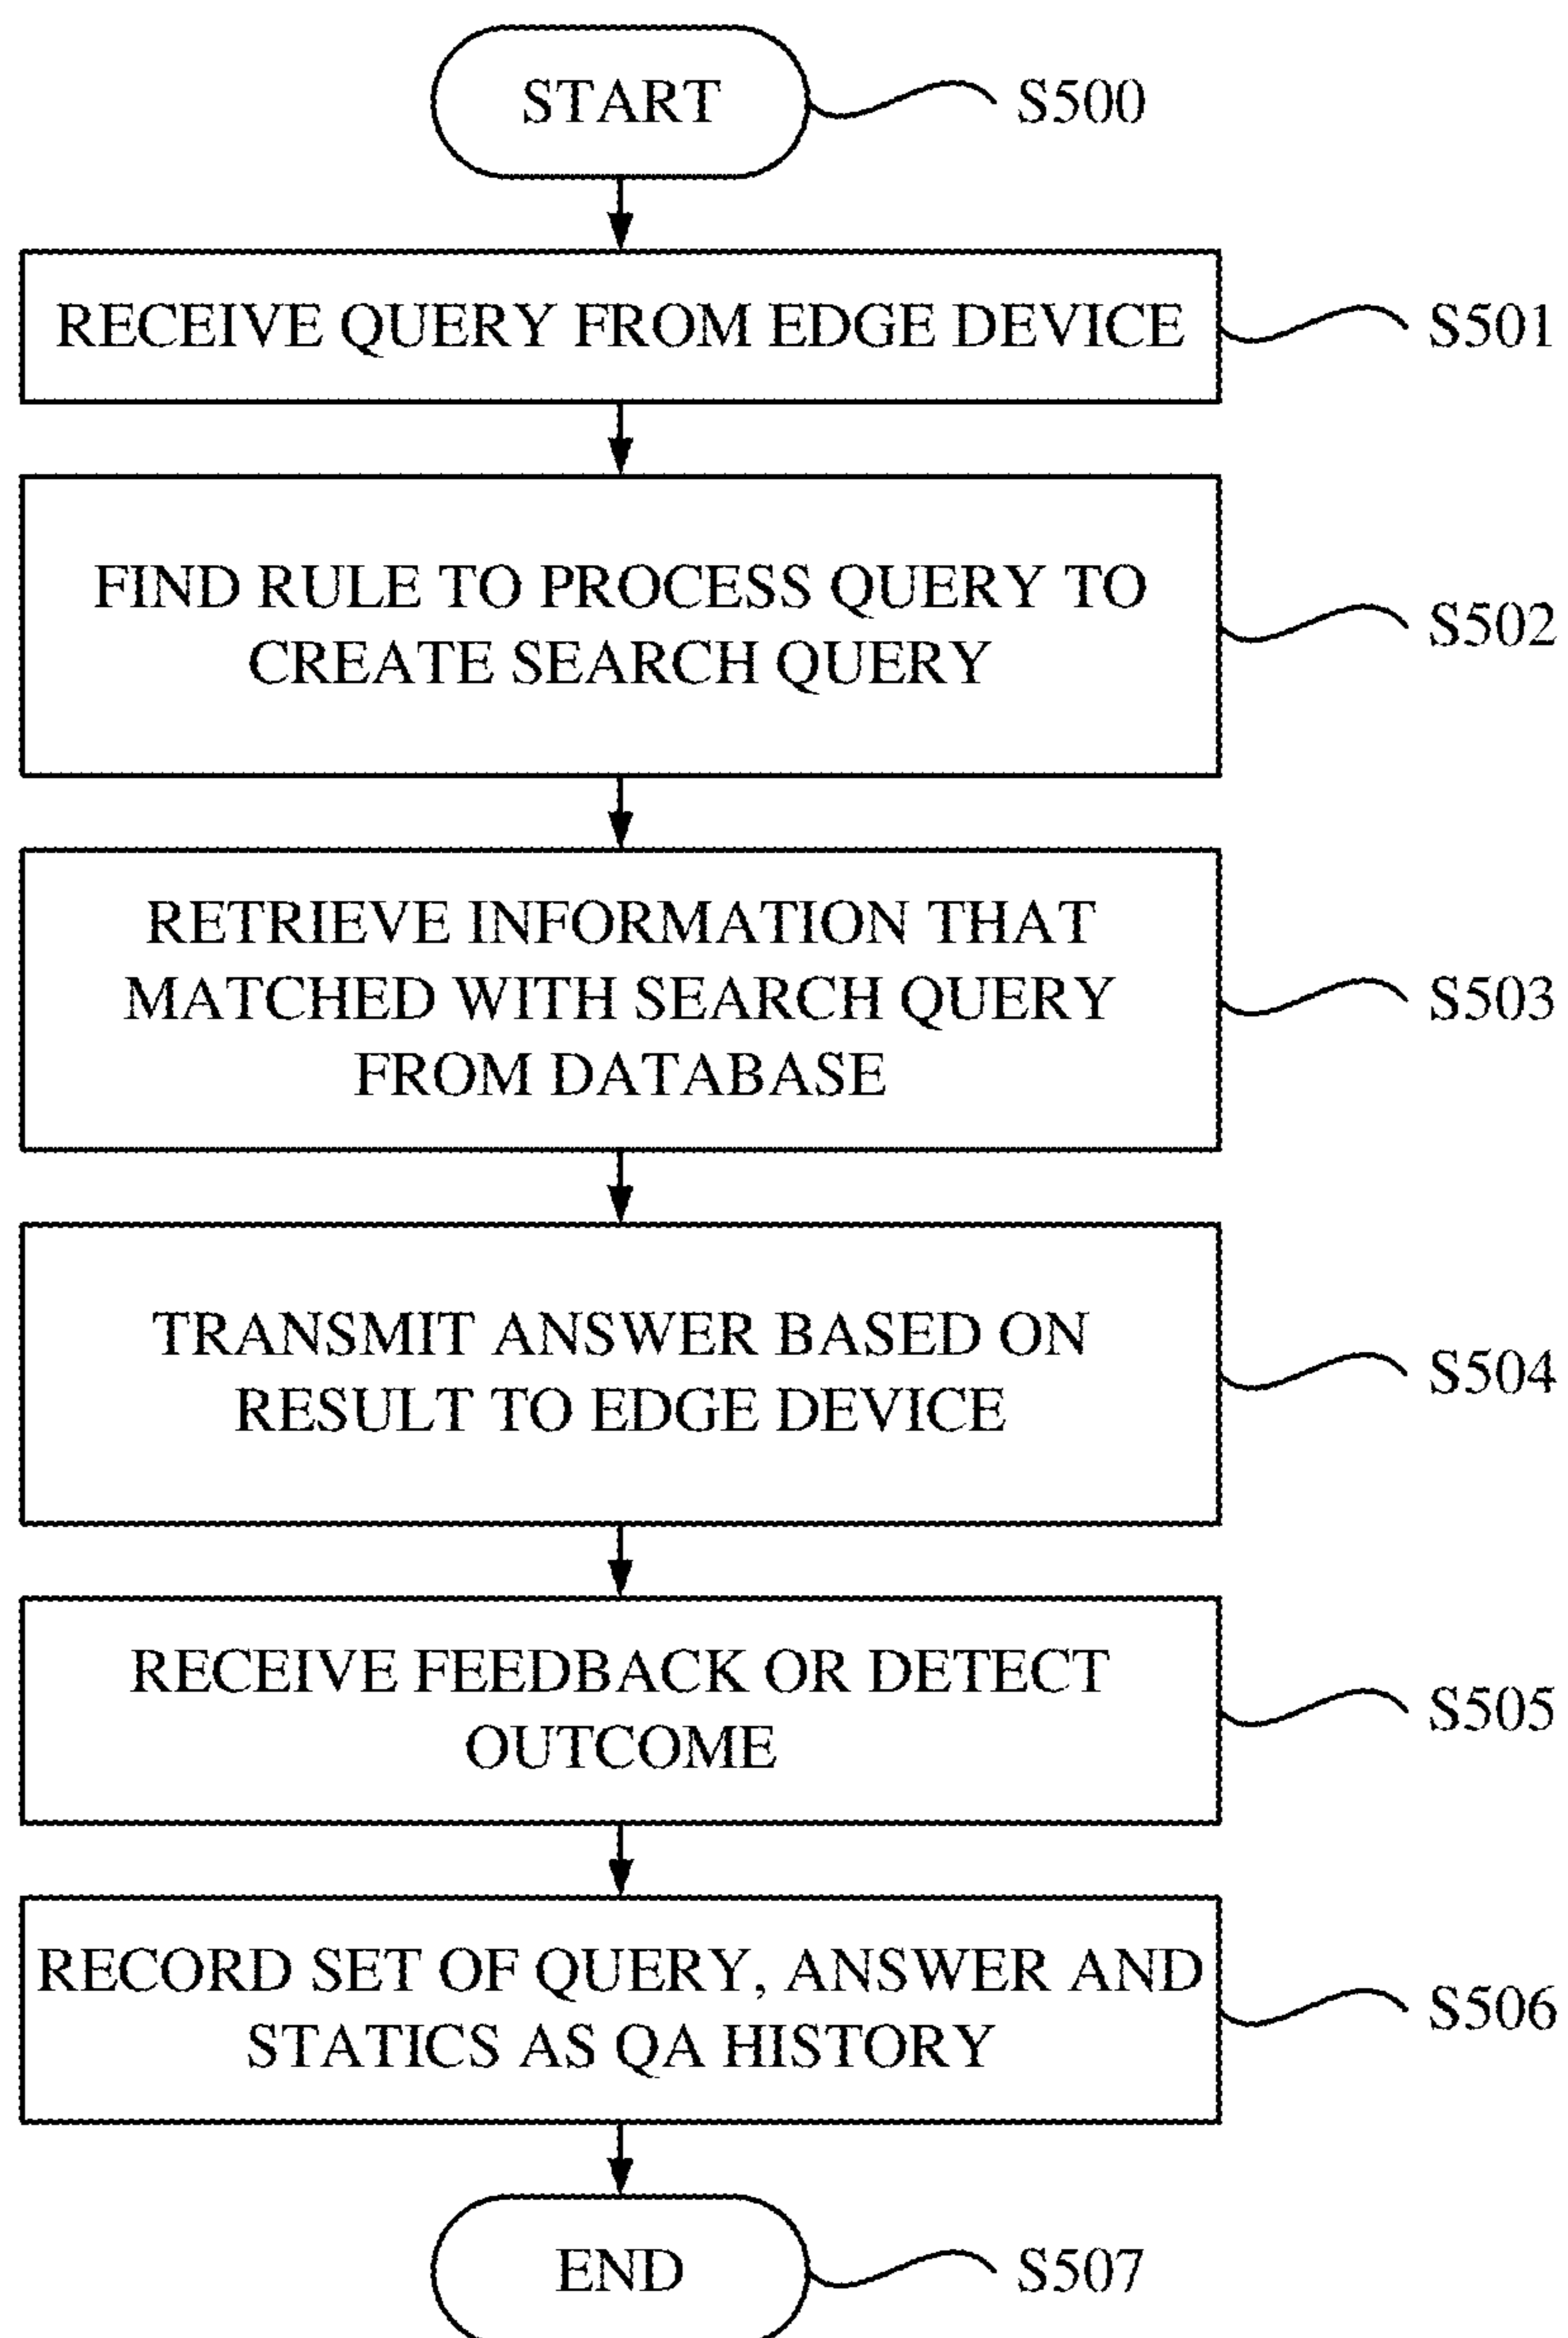 START
S500
RECEIVE QUERY FROM EDGE DEVICE
S501
FIND RULE TO PROCESS QUERY TO
CREATE SEARCH QUERY
S502
RETRIEVE INFORMATION THAT
MATCHED WITH SEARCH QUERY
FROM DATABASE
S503
TRANSMIT ANSWER BASED ON
RESULT TO EDGE DEVICE
S504
RECEIVE FEEDBACK OR DETECT
OUTCOME
S505
RECORD SET OF QUERY, ANSWER AND
STATICS AS QA HISTORY
S506
END
S507